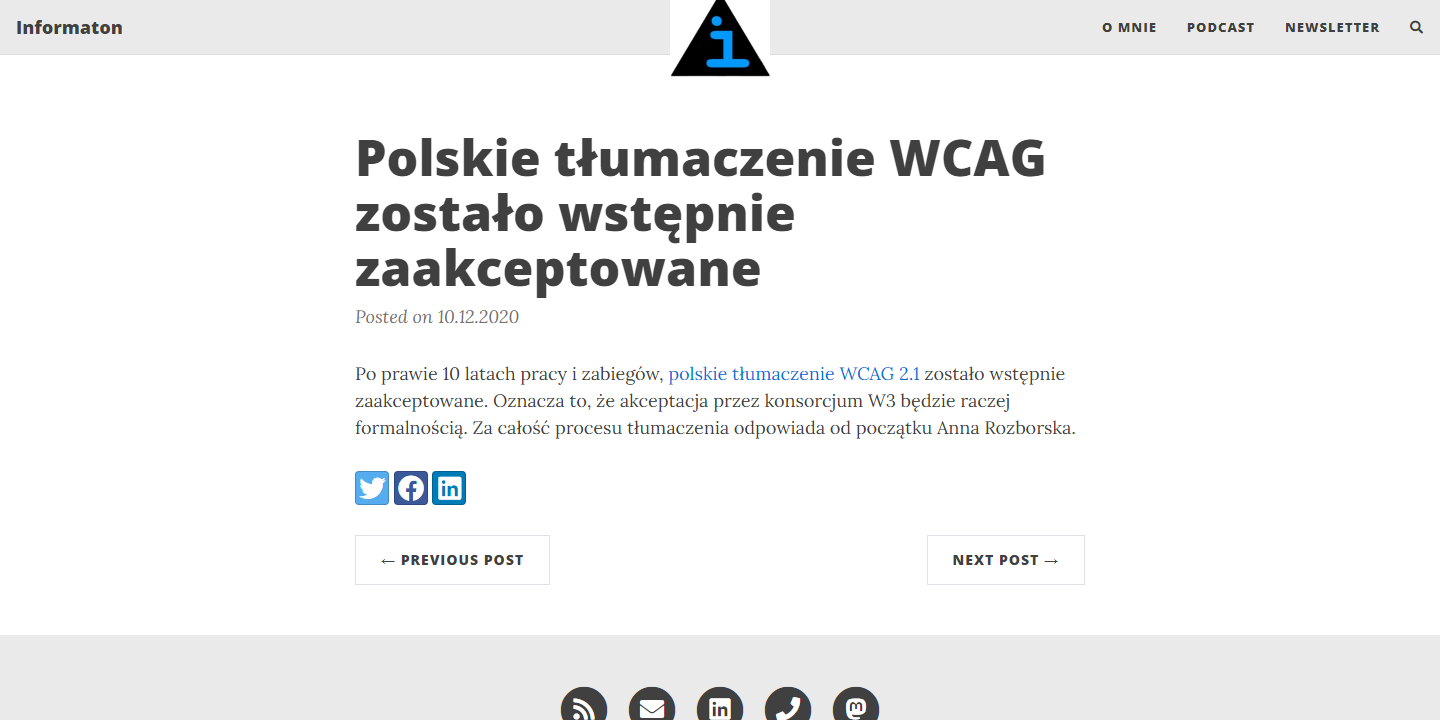 Informaton
i
O MNIE
PODCAST
NEWSLETTER
Polskie tłumaczenie WCAG
zostało wstępnie
zaakceptowane
Posted on 10.12.2020
Po prawie 10 latach pracy i zabiegów, polskie tłumaczenie WCAG 2.1 zostało wstępnie
zaakceptowane. Oznacza to, że akceptacja przez konsorcjum W3 będzie raczej
formalnością. Za całość procesu tłumaczenia odpowiada od początku Anna Rozborska.
← PREVIOUS POST
NEXT POST →